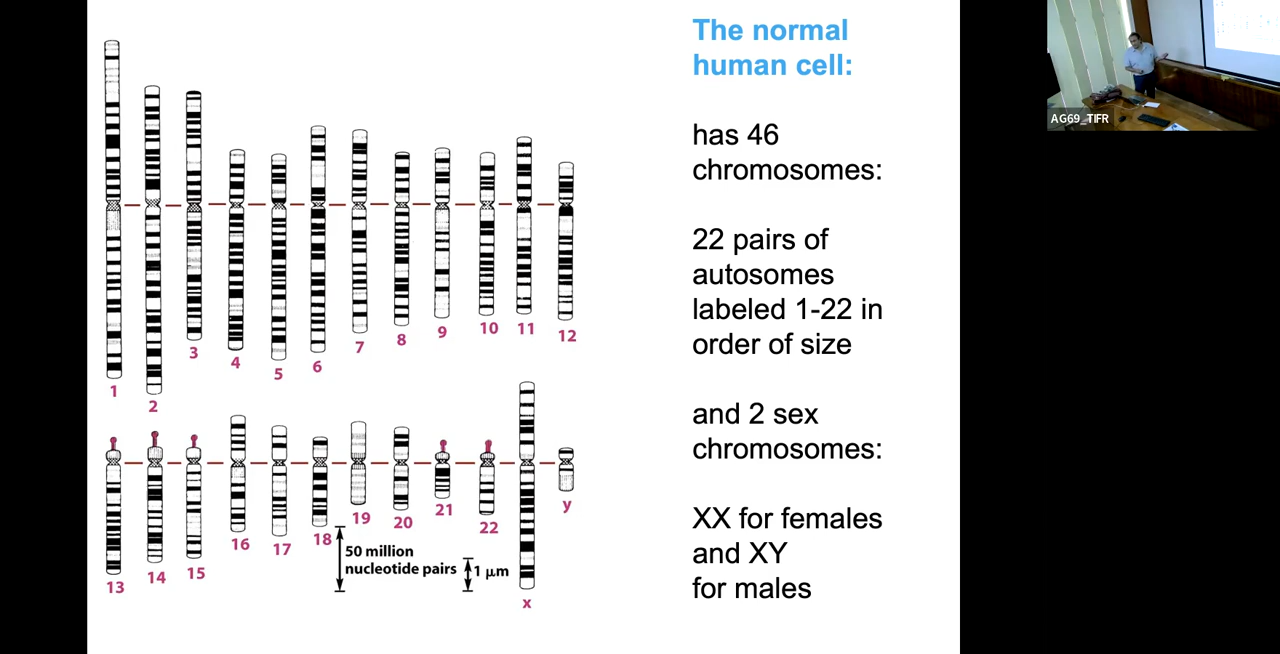 The normal
human cell:
has 46
chromosomes:
22 pairs of
autosomes
labeled 1-22 in
order of size
and 2 sex
chromosomes:
XX for females
and XY
for males
1
2
3
4
5
6
7
8
9
10
11
12
13
14
15
16
17
18
19
20
21
22
x
y
50 million
nucleotide pairs
1 μm
AG69_TIFR